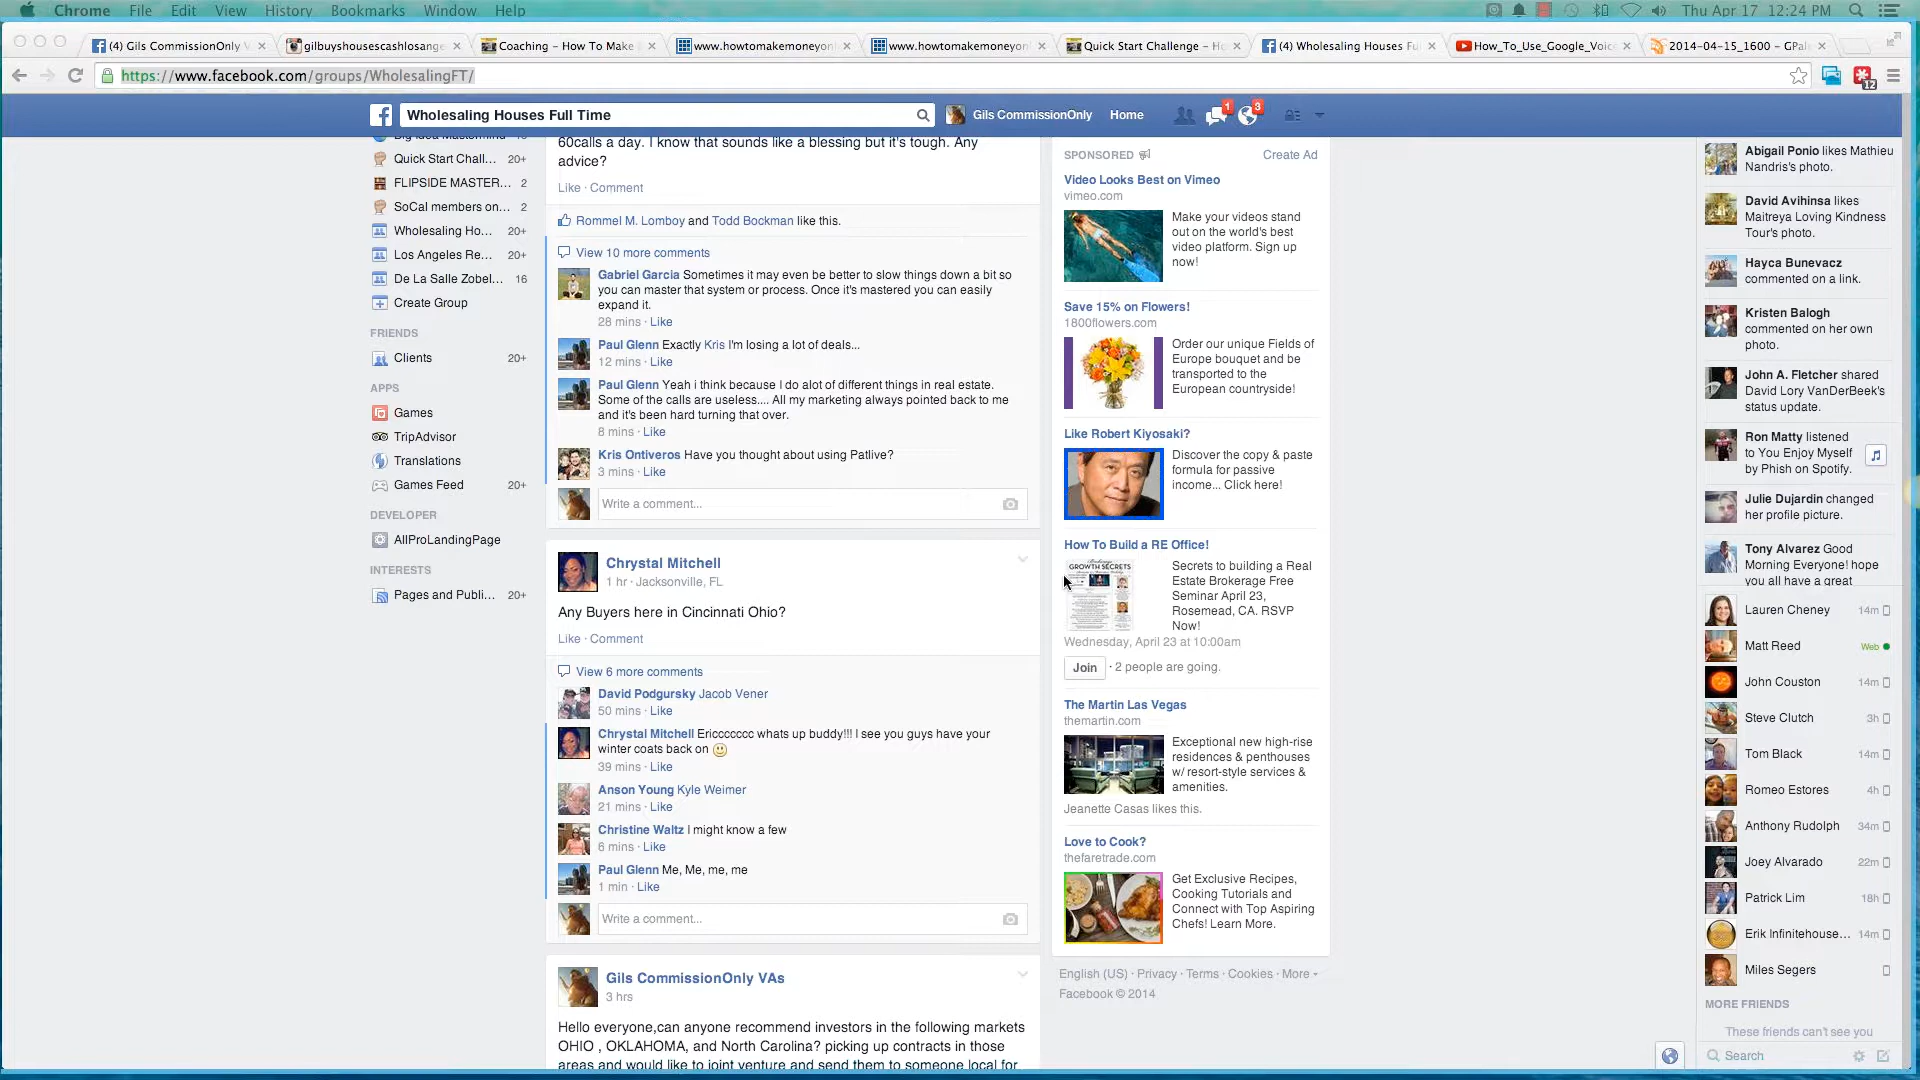 Chrome File Edit View History Bookmarks Window Help
Thu Apr 17 12:24 PM
(4) Gils CommissionOnly V
gilbuyshousescashlosange
Coaching – How To Make
www.howtomakemoneyon
www.howtomakemoneyon
Quick Start Challenge – Ho
(4) Wholesaling Houses Fu
How_To_Use_Google_Voice
2014-04-15_1600 – GPal
https://www.facebook.com/groups/WholesalingFT/
12
Wholesaling Houses Full Time
Gils CommissionOnly
Home
1
3
Quick Start Chall... 20+
FLIPSIDE MASTER... 2
SoCal members on... 2
Wholesaling Ho... 20+
Los Angeles Re... 20+
De La Salle Zobel... 16
Create Group
FRIENDS
Clients 20+
APPS
Games
TripAdvisor
Translations
Games Feed 20+
DEVELOPER
AllProLandingPage
INTERESTS
Pages and Publi... 20+
60calls a day. I know that sounds like a blessing but it's tough. Any
advice?
Like · Comment
Rommel M. Lomboy and Todd Bockman like this.
View 10 more comments
Gabriel Garcia Sometimes it may even be better to slow things down a bit so
you can master that system or process. Once it's mastered you can easily
expand it.
28 mins · Like
Paul Glenn Exactly Kris I'm losing a lot of deals...
12 mins · Like
Paul Glenn Yeah i think because I do alot of different things in real estate.
Some of the calls are useless.... All my marketing always pointed back to me
and it's been hard turning that over.
8 mins · Like
Kris Ontiveros Have you thought about using Patlive?
3 mins · Like
Write a comment...
Chrystal Mitchell
1 hr · Jacksonville, FL
Any Buyers here in Cincinnati Ohio?
Like · Comment
View 6 more comments
David Podgursky Jacob Vener
50 mins · Like
Chrystal Mitchell Ericccccc whats up buddy!!! I see you guys have your
winter coats back on
39 mins · Like
Anson Young Kyle Weimer
21 mins · Like
Christine Waltz I might know a few
6 mins · Like
Paul Glenn Me, Me, me, me
1 min · Like
Write a comment...
Gils CommissionOnly VAs
3 hrs
Hello everyone,can anyone recommend investors in the following markets
OHIO , OKLAHOMA, and North Carolina? picking up contracts in those
areas and would like to joint venture and send them to someone local for
SPONSORED
Create Ad
Video Looks Best on Vimeo
vimeo.com
Make your videos stand
out on the world's best
video platform. Sign up
now!
Save 15% on Flowers!
1800flowers.com
Order our unique Fields of
Europe bouquet and be
transported to the
European countryside!
Like Robert Kiyosaki?
Discover the copy & paste
formula for passive
income... Click here!
How To Build a RE Office!
GROWTH SECRETS
Secrets to building a Real
Estate Brokerage Free
Seminar April 23,
Rosemead, CA. RSVP
Now!
Wednesday, April 23 at 10:00am
Join · 2 people are going.
The Martin Las Vegas
themartin.com
Exceptional new high-rise
residences & penthouses
w/ resort-style services &
amenities.
Jeanette Casas likes this.
Love to Cook?
thefaretrade.com
Get Exclusive Recipes,
Cooking Tutorials and
Connect with Top Aspiring
Chefs! Learn More.
English (US) · Privacy · Terms · Cookies · More
Facebook © 2014
Abigail Ponio likes Mathieu
Nandris's photo.
David Avihinsa likes
Maitreya Loving Kindness
Tour's photo.
Hayca Bunevacz
commented on a link.
Kristen Balogh
commented on her own
photo.
John A. Fletcher shared
David Lory VanDerBeek's
status update.
Ron Matty listened
to You Enjoy Myself
by Phish on Spotify.
Julie Dujardin changed
her profile picture.
Tony Alvarez Good
Morning Everyone! hope
you all have a great
Lauren Cheney 14m
Matt Reed Web
John Couston 14m
Steve Clutch 3h
Tom Black 14m
Romeo Estores 4h
Anthony Rudolph 34m
Joey Alvarado 22m
Patrick Lim 18h
Erik Infinitehouse... 14m
Miles Segers
MORE FRIENDS
These friends can't see you
Search